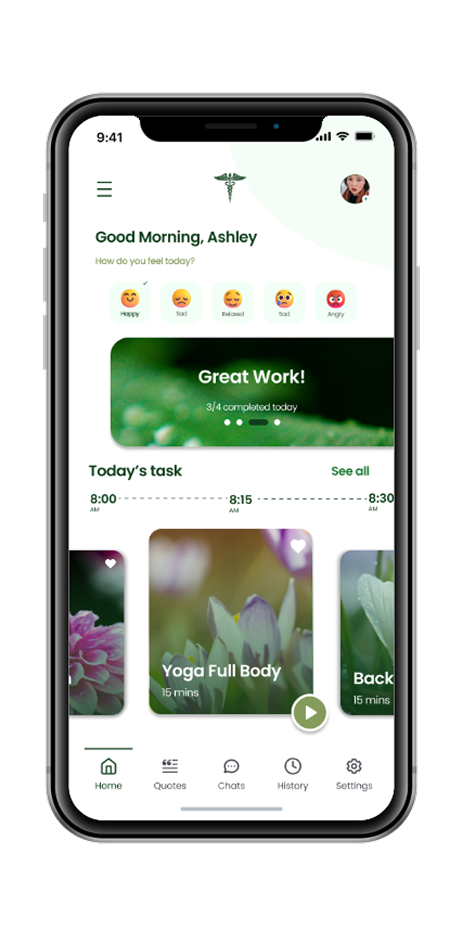 9:41
Good Morning, Ashley
How do you feel today?
Happy Sad Relaxed Sad Angry
Great Work!
3/4 completed today
Today's task See all
8:00 8:15 8:30
AM AM AM
Yoga Full Body Back
15 mins 15 mins
Home Quotes Chats History Settings